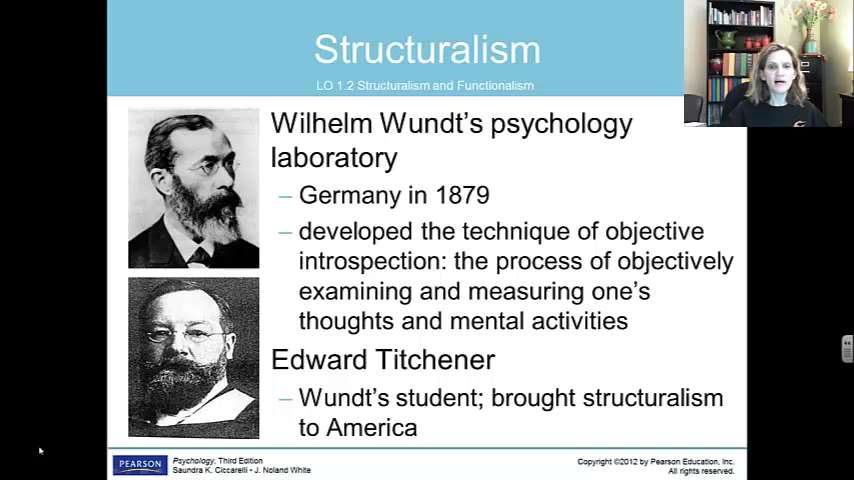 Structuralism
LO 1.2 Structuralism and Functionalism
Wilhelm Wundt's psychology
laboratory
– Germany in 1879
– developed the technique of objective
introspection: the process of objectively
examining and measuring one's
thoughts and mental activities
Edward Titchener
– Wundt's student; brought structuralism
to America
PEARSON
Psychology, Third Edition
Saundra K. Ciccarelli • J. Noland White
Copyright ©2012 by Pearson Education, Inc.
All rights reserved.